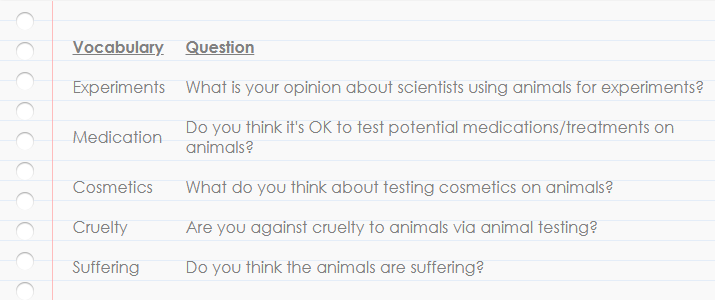 Vocabulary Question
Experiments What is your opinion about scientists using animals for experiments?
Medication Do you think it's OK to test potential medications/treatments on
animals?
Cosmetics What do you think about testing cosmetics on animals?
Cruelty Are you against cruelty to animals via animal testing?
Suffering Do you think the animals are suffering?